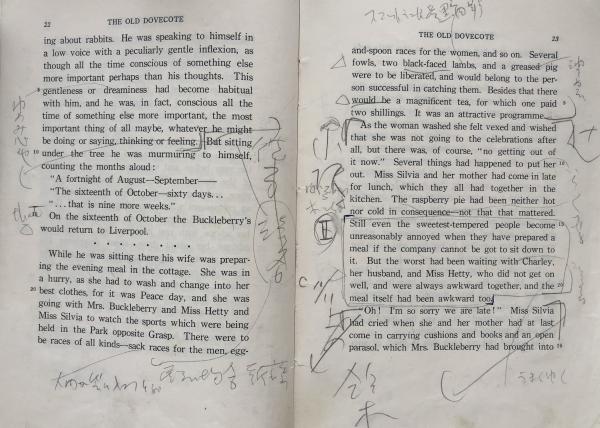 22 THE OLD DOVECOTE
ing about rabbits. He was speaking to himself in
a low voice with a peculiarly gentle inflexion, as
though all the time conscious of something else
more important perhaps than his thoughts. This
5 gentleness or dreaminess had become habitual
with him, and he was, in fact, conscious all the
time of something else more important, the most
important thing of all maybe, whatever he might
be doing or saying, thinking or feeling. But sitting
10 under the tree he was murmuring to himself,
counting the months aloud:
"A fortnight of August—September——
"The sixteenth of October—sixty days...
"...that is nine more weeks."
On the sixteenth of October the Buckleberry's
would return to Liverpool.
. . . . . . .
While he was sitting there his wife was prepar-
ing the evening meal in the cottage. She was in
a hurry, as she had to wash and change into her
20 best clothes, for it was Peace day, and she was
going with Mrs. Buckleberry and Miss Hetty and
Miss Silvia to watch the sports which were being
held in the Park opposite Grasp. There were to
be races of all kinds—sack races for the men, egg-
THE OLD DOVECOTE 23
and-spoon races for the women, and so on. Several
fowls, two black-faced lambs, and a greased pig
were to be liberated, and would belong to the per-
son successful in catching them. Besides that there
would be a magnificent tea, for which one paid 5
two shillings. It was an attractive programme.
As the woman washed she felt vexed and wished
that she was not going to the celebrations after
all, but there was, of course, "no getting out of
it now." Several things had happened to put her 10
out. Miss Silvia and her mother had come in late
for lunch, which they all had together in the
kitchen. The raspberry pie had been neither hot
nor cold in consequence—not that that mattered.
Still even the sweetest-tempered people become 15
unreasonably annoyed when they have prepared a
meal if the company cannot be got to sit down to
it. But the worst had been waiting with Charley,
her husband, and Miss Hetty, who did not get on
well, and were always awkward together, and the 20
meal itself had been awkward too.
"Oh! I'm so sorry we are late!" Miss Silvia
had cried when she and her mother had at last
come in carrying cushions and books and an open
parasol, which Mrs. Buckleberry had brought into 25